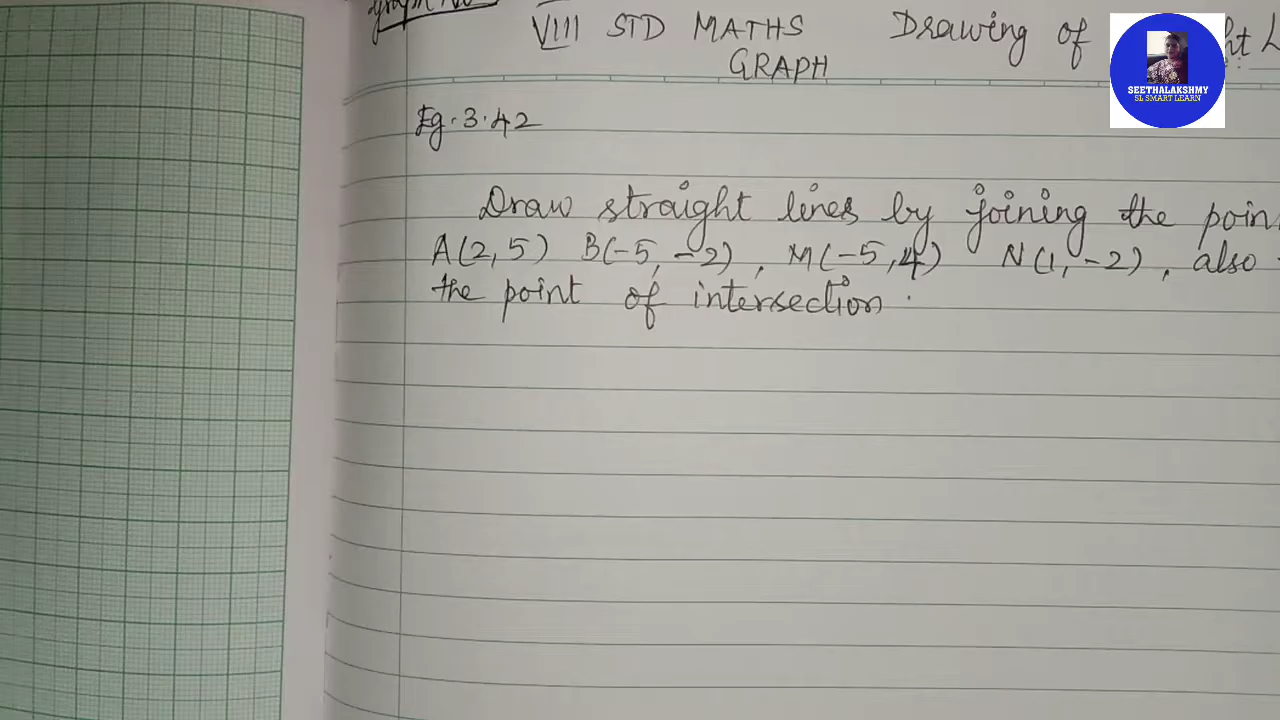 VIII STD MATHS Drawing of
GRAPH
SEETHALAKSHMY
SL SMART LEARN
Eg. 3.42
Draw straight lines by joining the
A(2,5) B(-5,-2), M(-5,4) N(1,-2), also
the point of intersection.